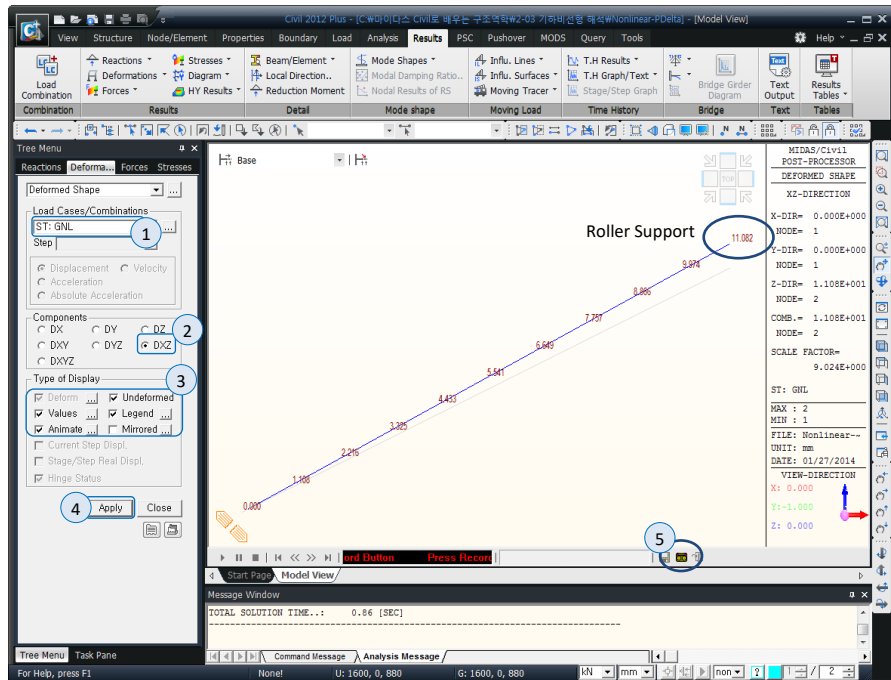 Civil 2012 Plus - [C:₩마이다스 Civil로 배우는 구조역학₩2-03 기하비선형 해석₩Nonlinear-PDelta] - [Model View]
View Structure Node/Element Properties Boundary Load Analysis Results PSC Pushover MODS Query Tools Help
Load Combination
Reactions Stresses
Deformations Diagram
Forces HY Results
Beam/Element
Local Direction..
Reduction Moment
Mode Shapes
Modal Damping Ratio..
Nodal Results of RS
Influ. Lines
Influ. Surfaces
Moving Tracer
T.H Results
T.H Graph/Text
Stage/Step Graph
Bridge Girder Diagram
Text Output
Results Tables
Combination Results Detail Mode shape Moving Load Time History Bridge Text Tables
Tree Menu
Reactions Deforma... Forces Stresses
Deformed Shape ...
Load Cases/Combinations
ST: GNL ...
1
Step
Displacement Velocity
Acceleration
Absolute Acceleration
Components
DX DY DZ
2
DXY DYZ DXZ
DXYZ
Type of Display
3
Deform ... Undeformed
Values ... Legend ...
Animate ... Mirrored ...
Current Step Displ.
Stage/Step Real Displ.
Hinge Status
4
Apply Close
Tree Menu Task Pane
Base
TOP
Roller Support
11.082
9.974
8.866
7.757
6.649
5.541
4.433
3.325
2.216
1.108
0.000
MIDAS/Civil
POST-PROCESSOR
DEFORMED SHAPE
XZ-DIRECTION
X-DIR= 0.000E+000
NODE= 1
Y-DIR= 0.000E+000
NODE= 1
Z-DIR= 1.108E+001
NODE= 2
COMB.= 1.108E+001
NODE= 2
SCALE FACTOR=
9.024E+000
ST: GNL
MAX : 2
MIN : 1
FILE: Nonlinear-~
UNIT: mm
DATE: 01/27/2014
VIEW-DIRECTION
X: 0.000
Y:-1.000
Z: 0.000
5
ord Button Press Record
Start Page Model View
Message Window
TOTAL SOLUTION TIME..: 0.86 [SEC]
Command Message Analysis Message
For Help, press F1 None! U: 1600, 0, 880 G: 1600, 0, 880 kN mm non ? 1 / 2